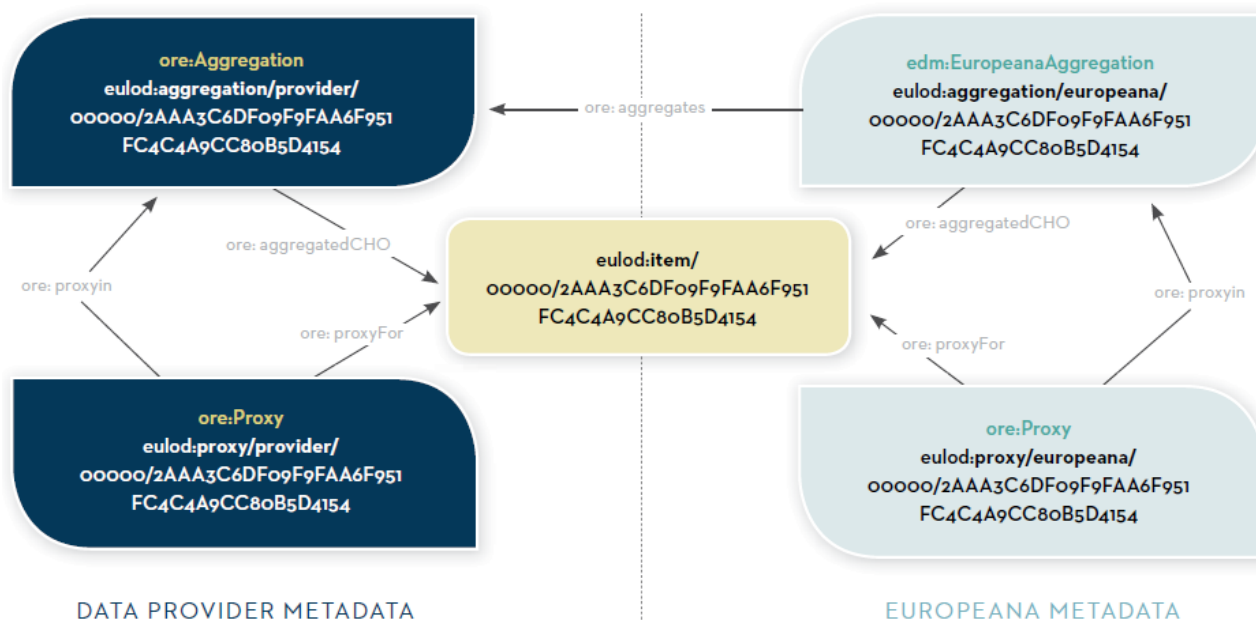 ore:Aggregation
eulod:aggregation/provider/
00000/2AAA3C6DF09F9FAA6F951
FC4C4A9CC80B5D4154
edm:EuropeanaAggregation
eulod:aggregation/europeana/
00000/2AAA3C6DF09F9FAA6F951
FC4C4A9CC80B5D4154
ore: aggregates
ore: aggregatedCHO
ore: aggregatedCHO
ore: proxyin
eulod:item/
00000/2AAA3C6DF09F9FAA6F951
FC4C4A9CC80B5D4154
ore: proxyin
ore: proxyFor
ore: proxyFor
ore:Proxy
eulod:proxy/provider/
00000/2AAA3C6DF09F9FAA6F951
FC4C4A9CC80B5D4154
ore:Proxy
eulod:proxy/europeana/
00000/2AAA3C6DF09F9FAA6F951
FC4C4A9CC80B5D4154
DATA PROVIDER METADATA
EUROPEANA METADATA